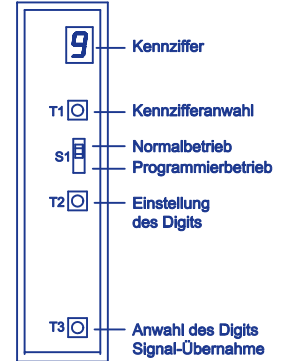 9 Kennziffer
T1 Kennzifferanwahl
Normalbetrieb
S1
Programmierbetrieb
T2 Einstellung
des Digits
T3 Anwahl des Digits
Signal-Übernahme